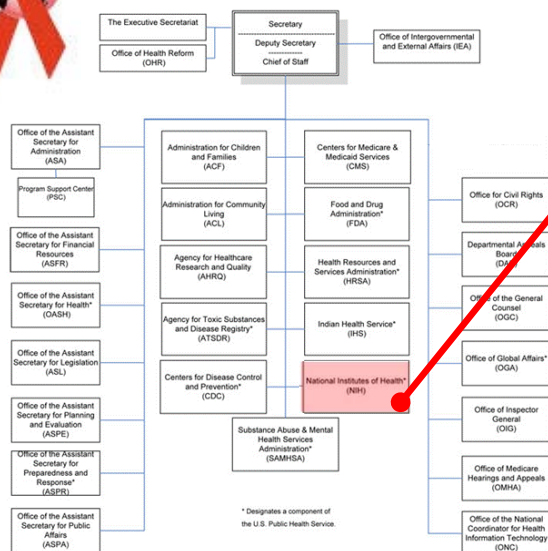 The Executive Secretariat
Office of Health Reform
(OHR)
Secretary
Deputy Secretary
Chief of Staff
Office of Intergovernmental
and External Affairs (IEA)
Office of the Assistant
Secretary for
Administration
(ASA)
Program Support Center
(PSC)
Office of the Assistant
Secretary for Financial
Resources
(ASFR)
Office of the Assistant
Secretary for Health*
(OASH)
Office of the Assistant
Secretary for Legislation
(ASL)
Office of the Assistant
Secretary for Planning
and Evaluation
(ASPE)
Office of the Assistant
Secretary for
Preparedness and
Response*
(ASPR)
Office of the Assistant
Secretary for Public
Affairs
(ASPA)
Administration for Children
and Families
(ACF)
Administration for Community
Living
(ACL)
Agency for Healthcare
Research and Quality
(AHRQ)
Agency for Toxic Substances
and Disease Registry*
(ATSDR)
Centers for Disease Control
and Prevention*
(CDC)
Centers for Medicare &
Medicaid Services
(CMS)
Food and Drug
Administration*
(FDA)
Health Resources and
Services Administration*
(HRSA)
Indian Health Service*
(IHS)
National Institutes of Health*
(NIH)
Substance Abuse & Mental
Health Services
Administration*
(SAMHSA)
* Designates a component of
the U.S. Public Health Service.
Office for Civil Rights
(OCR)
Departmental Appeals
Board
Office of the General
Counsel
(OGC)
Office of Global Affairs*
(OGA)
Office of Inspector
General
(OIG)
Office of Medicare
Hearings and Appeals
(OMHA)
Office of the National
Coordinator for Health
Information Technology
(ONC)